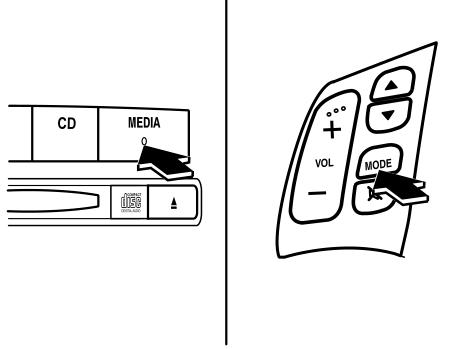 CD
MEDIA
COMPACT
disc
DIGITAL AUDIO
VOL
MODE